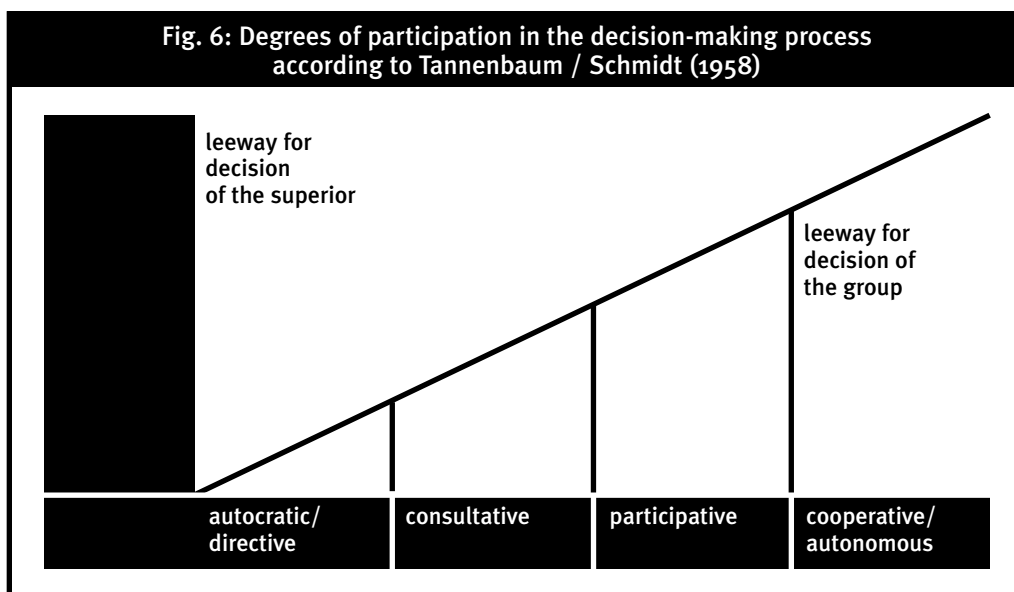 Fig. 6: Degrees of participation in the decision-making process
according to Tannenbaum / Schmidt (1958)
leeway for
decision
of the superior
leeway for
decision of
the group
autocratic/
directive
consultative
participative
cooperative/
autonomous